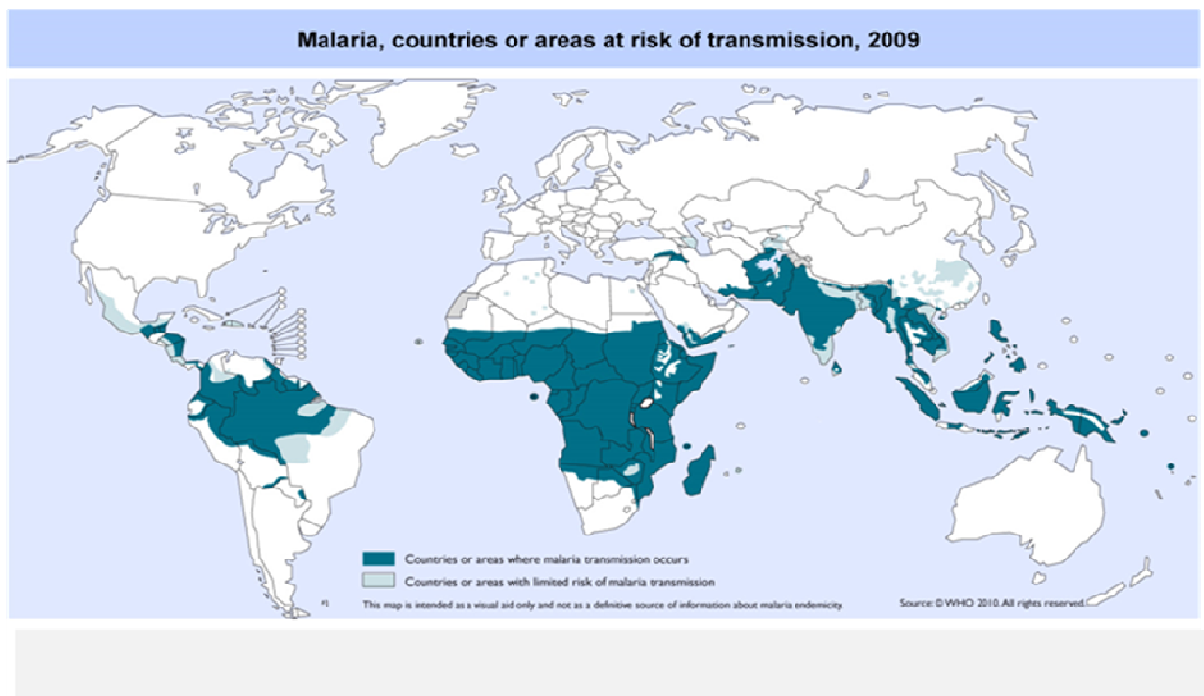 Malaria, countries or areas at risk of transmission, 2009
Countries or areas where malaria transmission occurs
Countries or areas with limited risk of malaria transmission
This map is intended as a visual aid only and not as a definitive source of information about malaria endemicity
Source: © WHO 2010. All rights reserved.